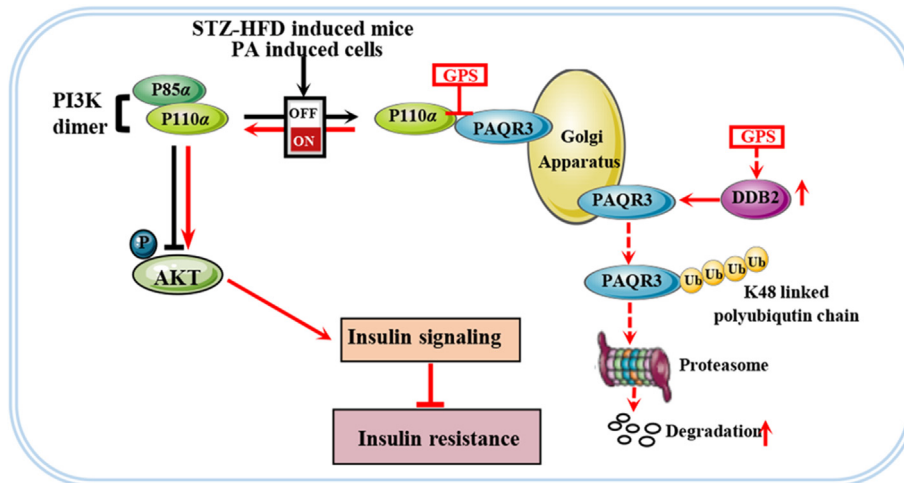 STZ-HFD induced mice
PA induced cells
GPS
P85α
PI3K
dimer
P110α
OFF
ON
P110α
PAQR3
Golgi
Apparatus
GPS
PAQR3
DDB2
P
AKT
PAQR3
Ub Ub Ub Ub
K48 linked
polyubiqutin chain
Insulin signaling
Proteasome
Insulin resistance
Degradation